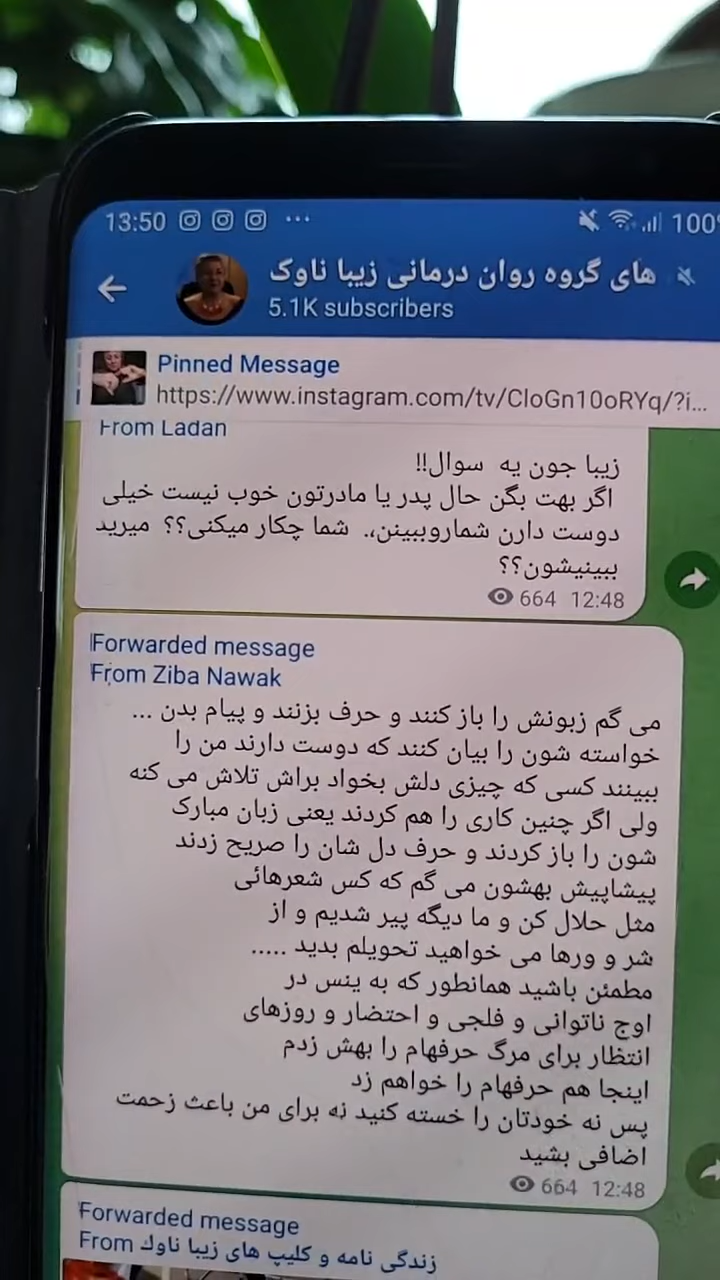 13:50
100%
های گروه روان درمانی زیبا ناوک
5.1K subscribers
Pinned Message
https://www.instagram.com/tv/CloGn10oRYq/?i...
From Ladan
زیبا جون یه سوال!!
اگر بهت بگن حال پدر یا مادرتون خوب نیست خیلی
دوست دارن شماروببینن،. شما چکار میکنی؟؟ میرید
ببینیشون؟؟
664 12:48
Forwarded message
From Ziba Nawak
می گم زبونش را باز کنند و حرف بزنند و پیام بدن ...
خواسته شون را بیان کنند که دوست دارند من را
ببینند کسی که چیزی دلش بخواد براش تلاش می کنه
ولی اگر چنین کاری را هم کردند یعنی زبان مبارک
شون را باز کردند و حرف دل شان را صریح زدند
پیشاپیش بهشون می گم که کس شعرهائی
مثل حلال کن و ما دیگه پیر شدیم و از
شر و ورها می خواهید تحویلم بدید .....
مطمئن باشید همانطور که به ینس در
اوج ناتوانی و فلجی و احتضار و روزهای
انتظار برای مرگ حرفهام را بهش زدم
اینجا هم حرفهام را خواهم زد
پس نه خودتان را خسته کنید نه برای من باعث زحمت
اضافی بشید
664 12:48
Forwarded message
From زندگی نامه و کلیپ های زیبا ناوك